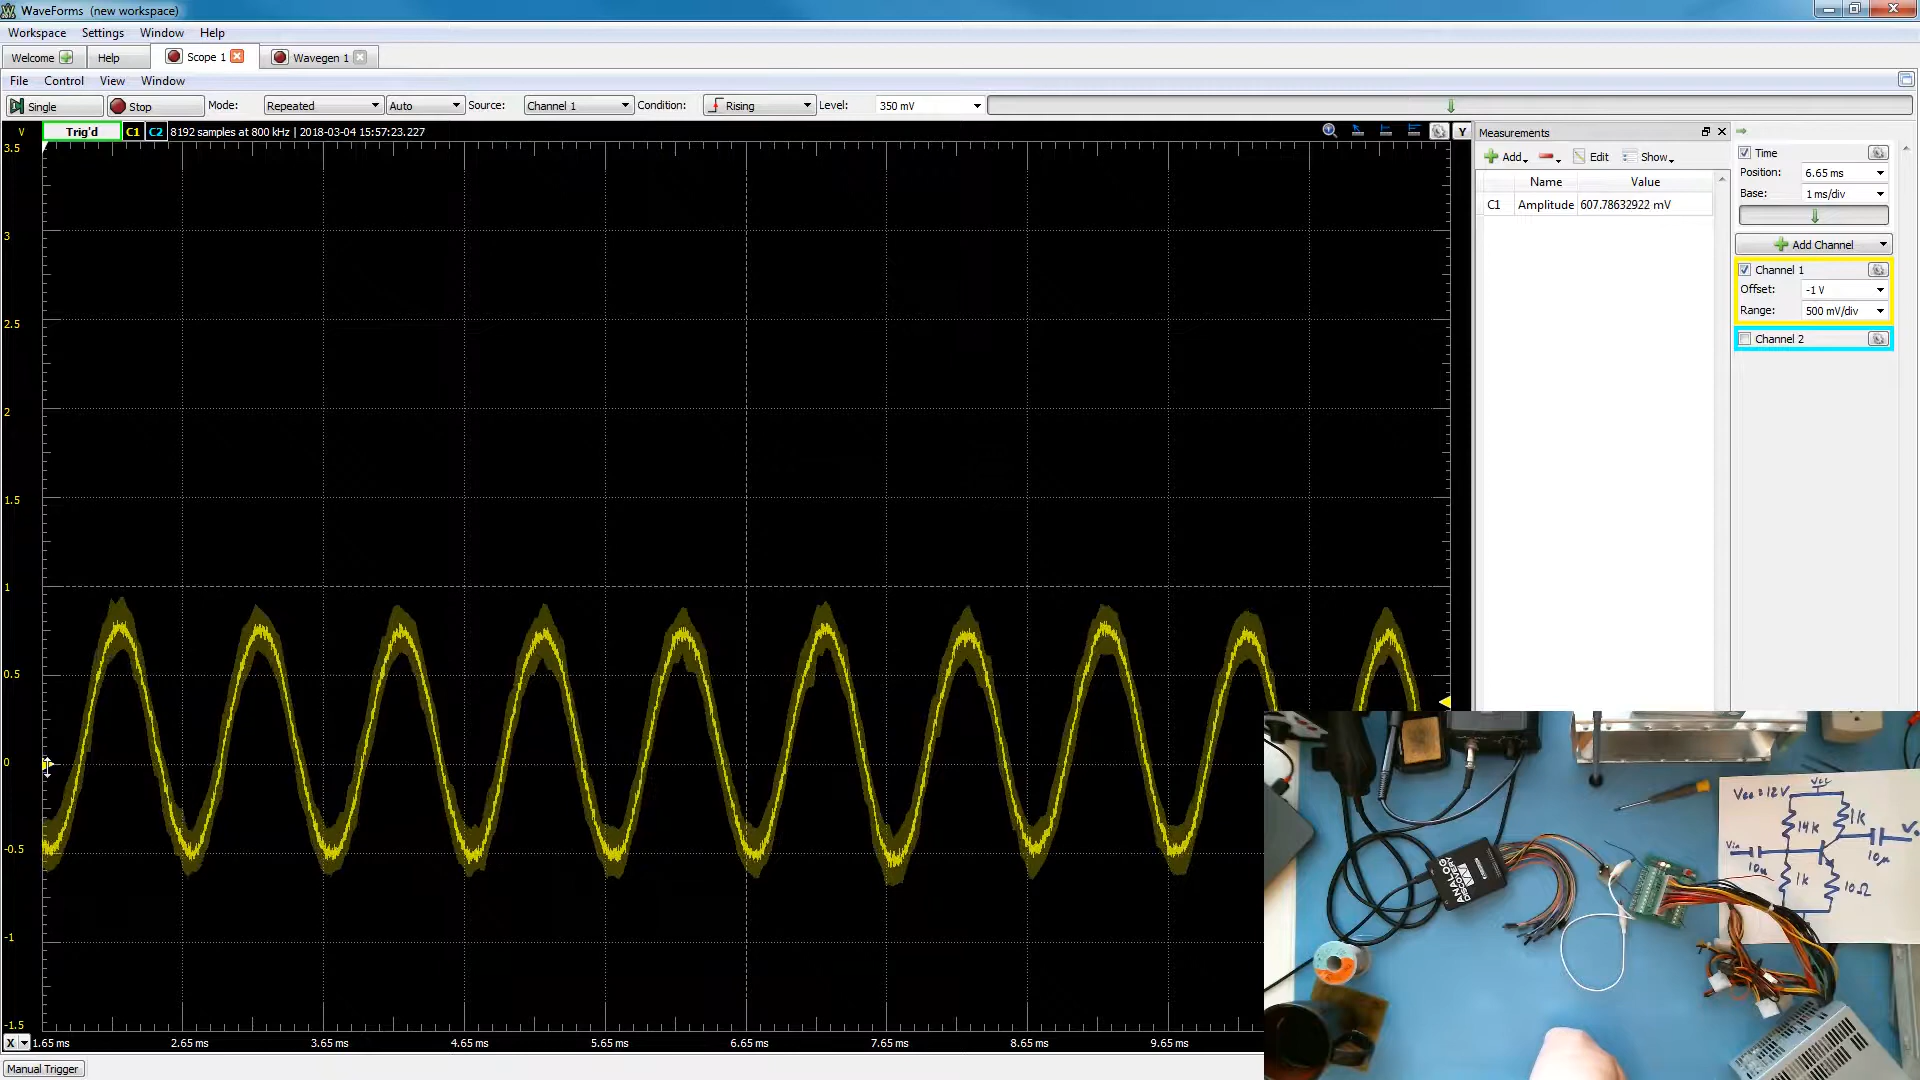 WaveForms (new workspace)
Workspace Settings Window Help
Welcome Help Scope 1 Wavegen 1
File Control View Window
Single Stop Mode: Repeated Auto Source: Channel 1 Condition: Rising Level: 350 mV
V Trig'd C1 C2 8192 samples at 800 kHz | 2018-03-04 15:57:23.227 Y
3.5
3
2.5
2
1.5
1
0.5
0
-0.5
-1
-1.5
X 1.65 ms 2.65 ms 3.65 ms 4.65 ms 5.65 ms 6.65 ms 7.65 ms 8.65 ms 9.65 ms
Manual Trigger
Measurements
Add Edit Show
Name Value
C1 Amplitude 607.78632922 mV
Time
Position: 6.65 ms
Base: 1 ms/div
Add Channel
Channel 1
Offset: -1 V
Range: 500 mV/div
Channel 2
ANALOG
DISCOVERY
Vcc
Vcc = 12V
14k 1k
Vin
10u 10µ
1k 10Ω